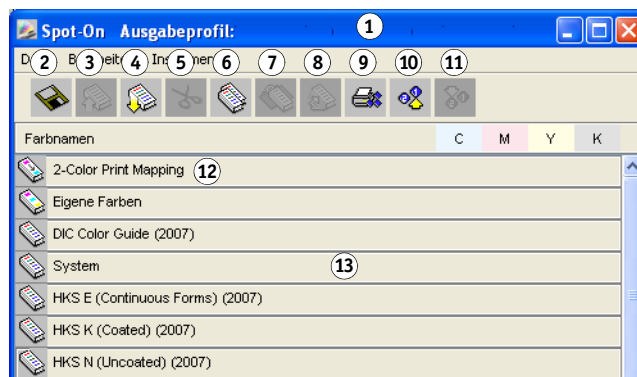 Spot-On Ausgabeprofil: 1
2 3 4 5 6 7 8 9 10 11
Farbnamen C M Y K
2-Color Print Mapping 12
Eigene Farben
DIC Color Guide (2007)
System 13
HKS E (Continuous Forms) (2007)
HKS K (Coated) (2007)
HKS N (Uncoated) (2007)